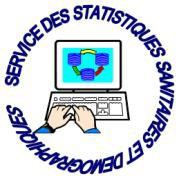 SERVICE DES STATISTIQUES SANITAIRES ET DEMOGRAPHIQUES